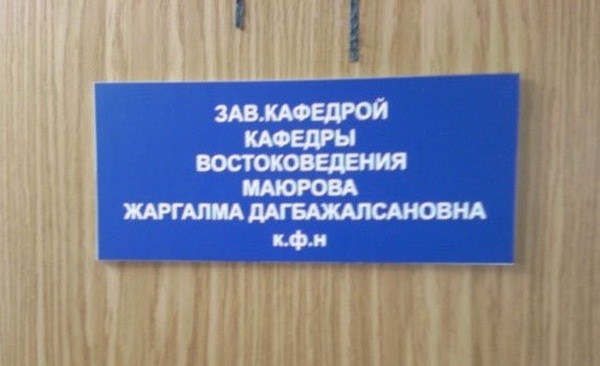 ЗАВ.КАФЕДРОЙ
КАФЕДРЫ
ВОСТОКОВЕДЕНИЯ
МАЮРОВА
ЖАРГАЛМА ДАГБАЖАЛСАНОВНА
к.ф.н